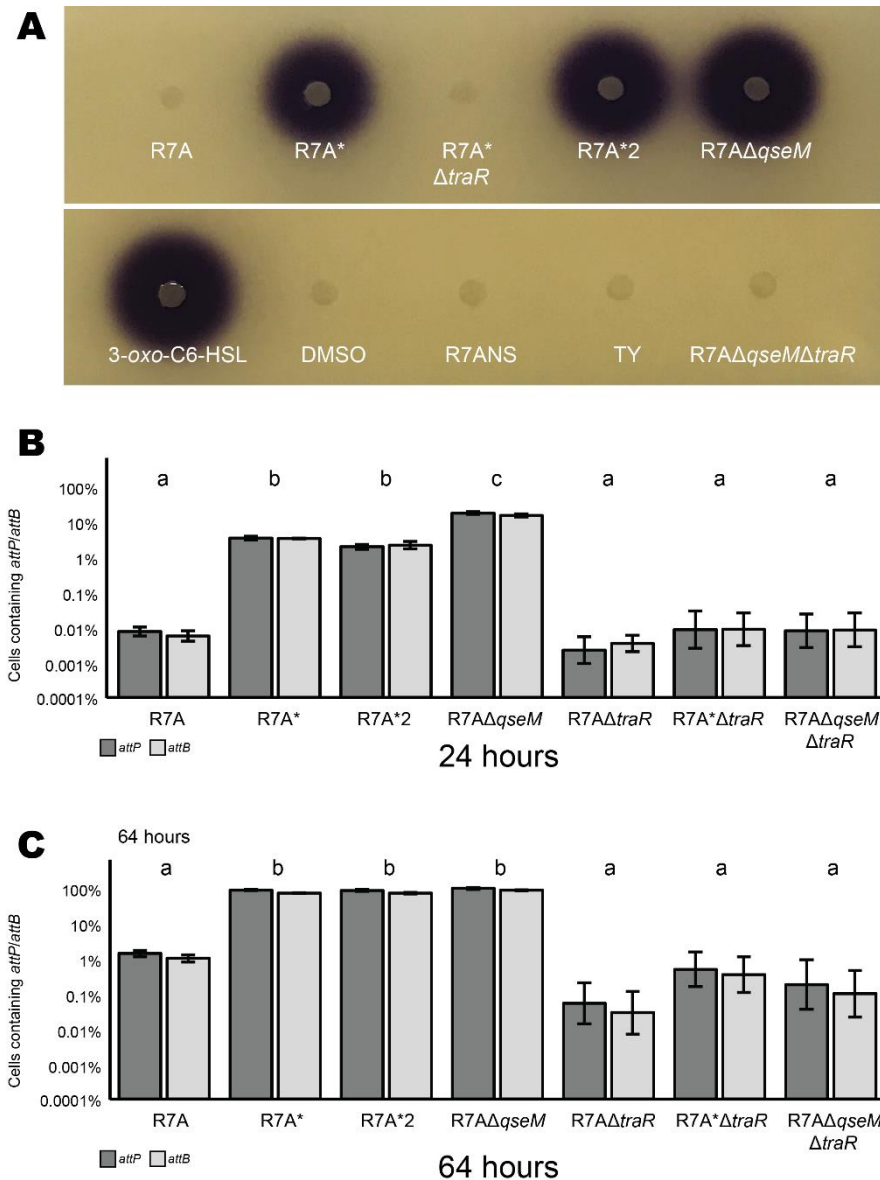 A
R7A R7A* R7A* R7A*2 R7AΔqseM
ΔtraR
3-oxo-C6-HSL DMSO R7ANS TY R7AΔqseMΔtraR
B
Cells containing attP/attB
100%
10%
1%
0.1%
0.01%
0.001%
0.0001%
a b b c a a a
R7A R7A* R7A*2 R7AΔqseM R7AΔtraR R7A*ΔtraR R7AΔqseM
ΔtraR
attP attB
24 hours
C
64 hours
Cells containing attP/attB
100%
10%
1%
0.1%
0.01%
0.001%
0.0001%
a b b b a a a
R7A R7A* R7A*2 R7AΔqseM R7AΔtraR R7A*ΔtraR R7AΔqseM
ΔtraR
attP attB
64 hours